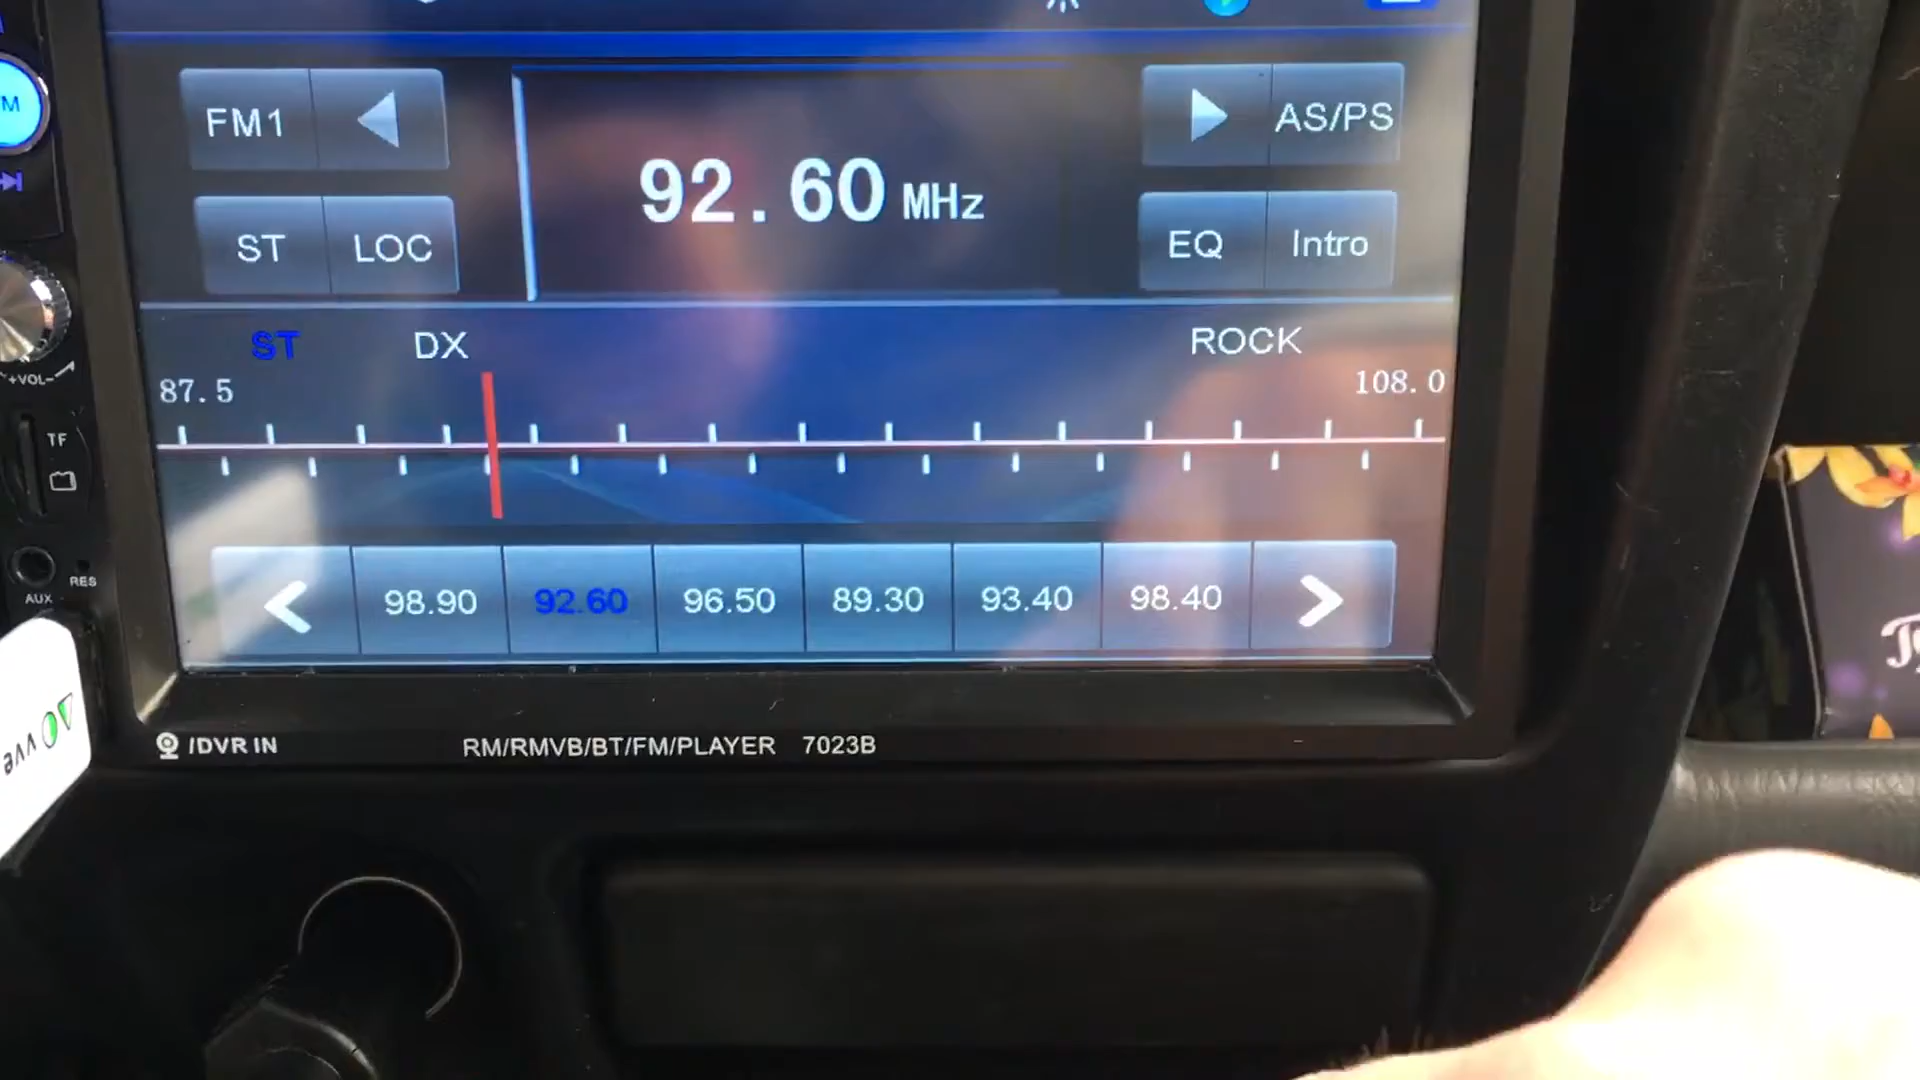 FM1
AS/PS
92.60 MHz
ST LOC
EQ Intro
ST DX ROCK
87.5 108.0
98.90 92.60 96.50 89.30 93.40 98.40
+VOL-
TF
RES
AUX
/DVR IN RM/RMVB/BT/FM/PLAYER 7023B